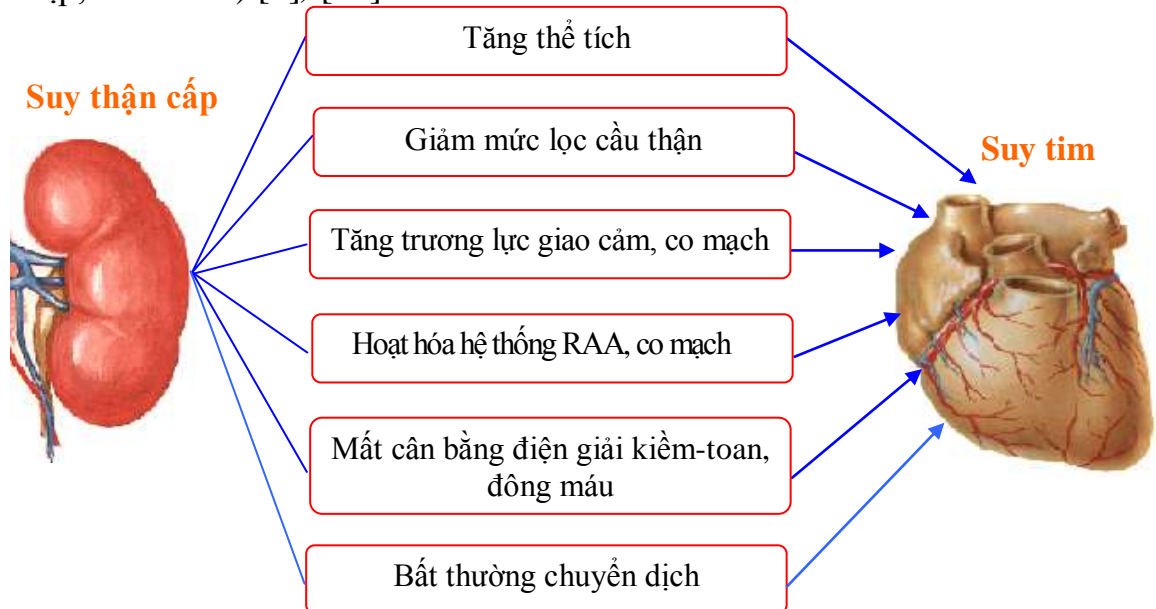 Tăng thể tích
Suy thận cấp
Giảm mức lọc cầu thận
Suy tim
Tăng trương lực giao cảm, co mạch
Hoạt hóa hệ thống RAA, co mạch
Mất cân bằng điện giải kiềm-toan,
đông máu
Bất thường chuyển dịch